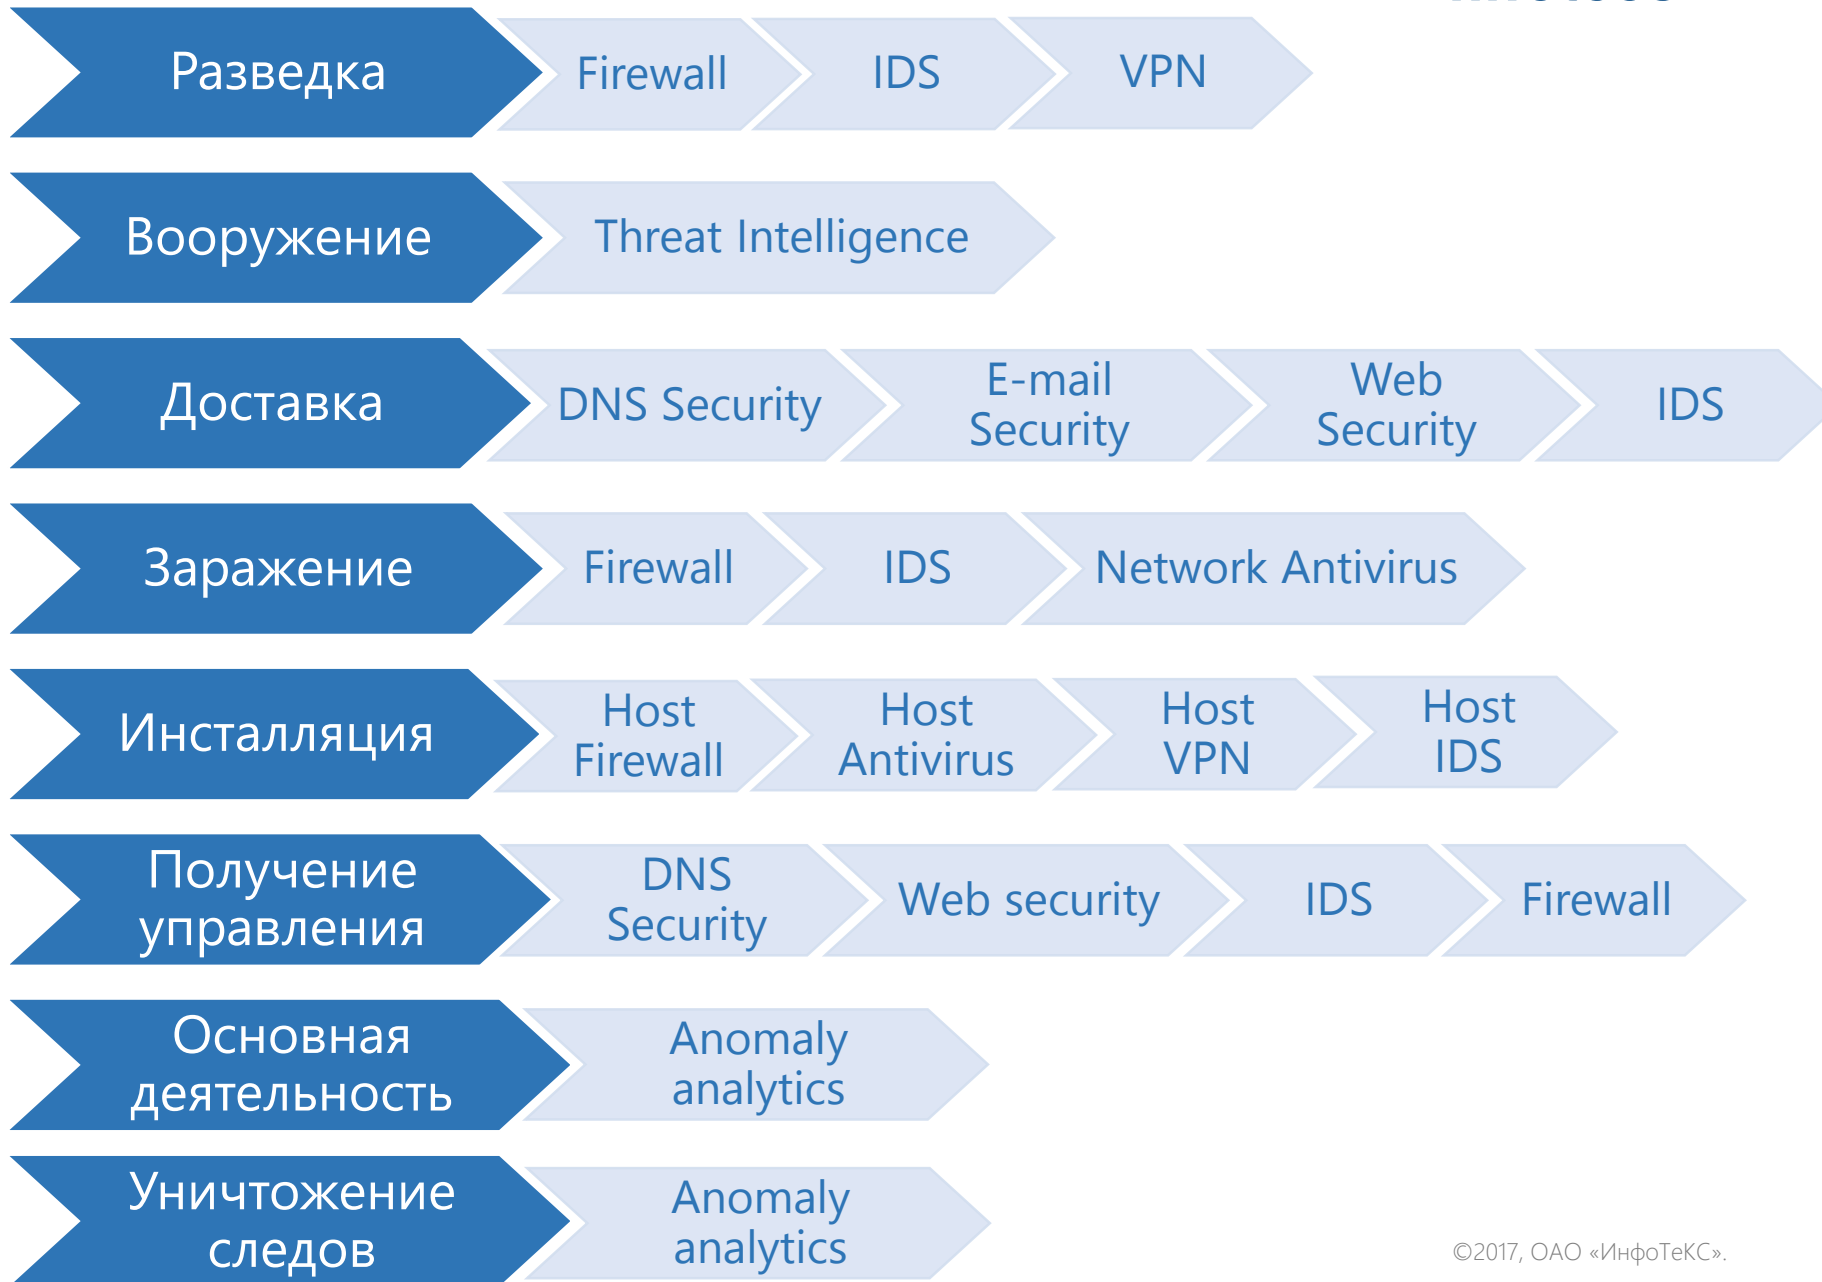 Разведка
Firewall
IDS
VPN
Вооружение
Threat Intelligence
Доставка
DNS Security
E-mail
Security
Web
Security
IDS
Заражение
Firewall
IDS
Network Antivirus
Инсталляция
Host
Firewall
Host
Antivirus
Host
VPN
Host
IDS
Получение
управления
DNS
Security
Web security
IDS
Firewall
Основная
деятельность
Anomaly
analytics
Уничтожение
следов
Anomaly
analytics
©2017, ОАО «ИнфоТеКС».